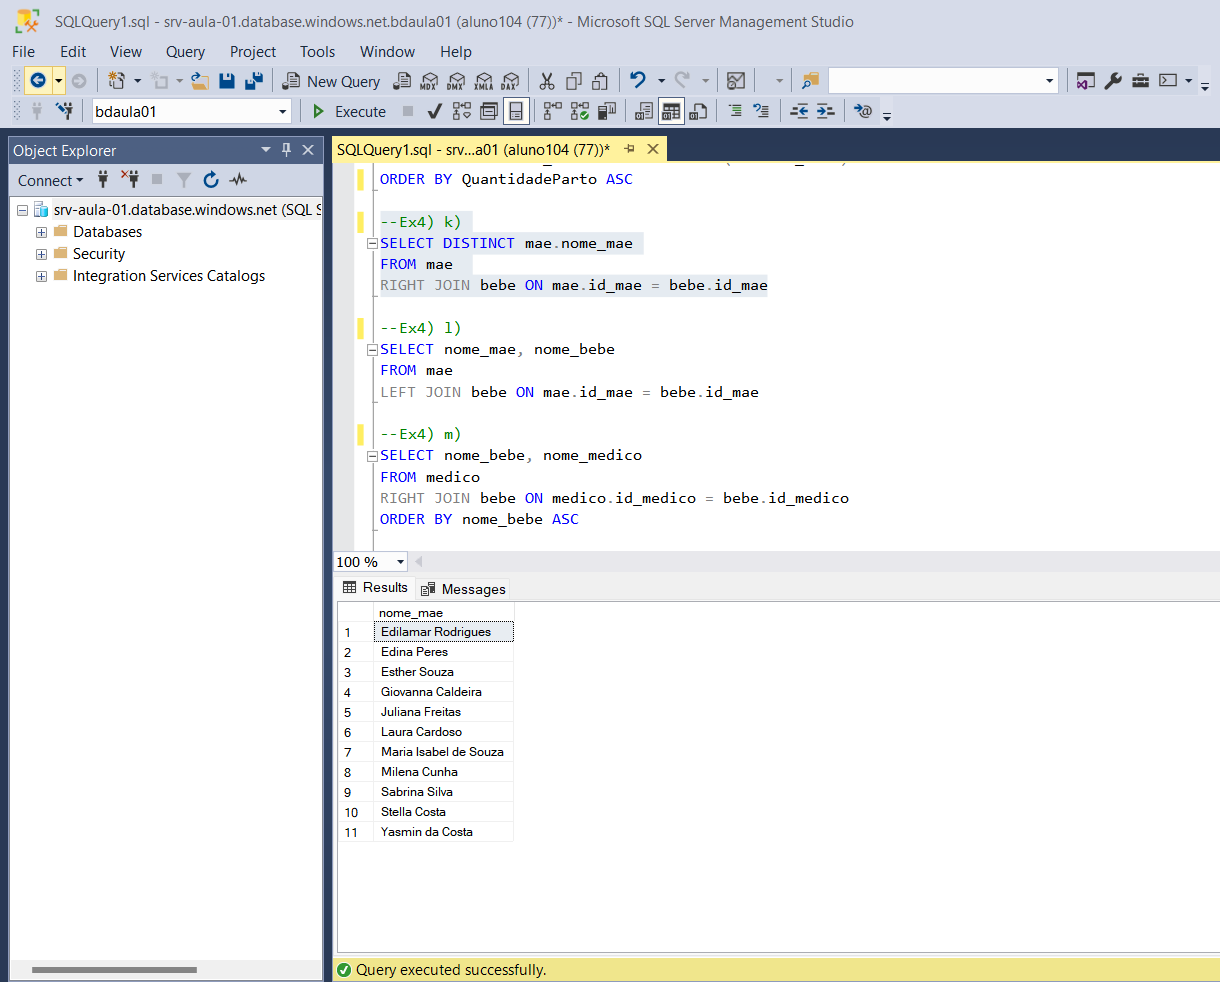 SQLQuery1.sql - srv-aula-01.database.windows.net.bdaula01 (aluno104 (77))* - Microsoft SQL Server Management Studio
File Edit View Query Project Tools Window Help
New Query MDX DMX XMLA DAX
bdaula01 Execute
Object Explorer
Connect
srv-aula-01.database.windows.net (SQL S
Databases
Security
Integration Services Catalogs
SQLQuery1.sql - srv...a01 (aluno104 (77))*
ORDER BY QuantidadeParto ASC
--Ex4) k)
SELECT DISTINCT mae.nome_mae
FROM mae
RIGHT JOIN bebe ON mae.id_mae = bebe.id_mae
--Ex4) l)
SELECT nome_mae, nome_bebe
FROM mae
LEFT JOIN bebe ON mae.id_mae = bebe.id_mae
--Ex4) m)
SELECT nome_bebe, nome_medico
FROM medico
RIGHT JOIN bebe ON medico.id_medico = bebe.id_medico
ORDER BY nome_bebe ASC
100 %
Results Messages
nome_mae
1 Edilamar Rodrigues
2 Edina Peres
3 Esther Souza
4 Giovanna Caldeira
5 Juliana Freitas
6 Laura Cardoso
7 Maria Isabel de Souza
8 Milena Cunha
9 Sabrina Silva
10 Stella Costa
11 Yasmin da Costa
Query executed successfully.